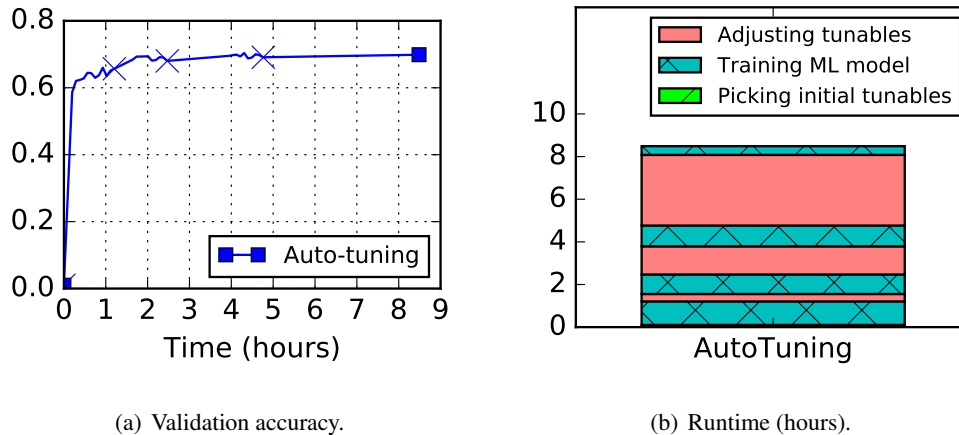 0.8
0.6
0.4
0.2
0.0
0 1 2 3 4 5 6 7 8 9
Auto-tuning
Time (hours)
(a) Validation accuracy.
Adjusting tunables
Training ML model
Picking initial tunables
10
8
6
4
2
0
AutoTuning
(b) Runtime (hours).